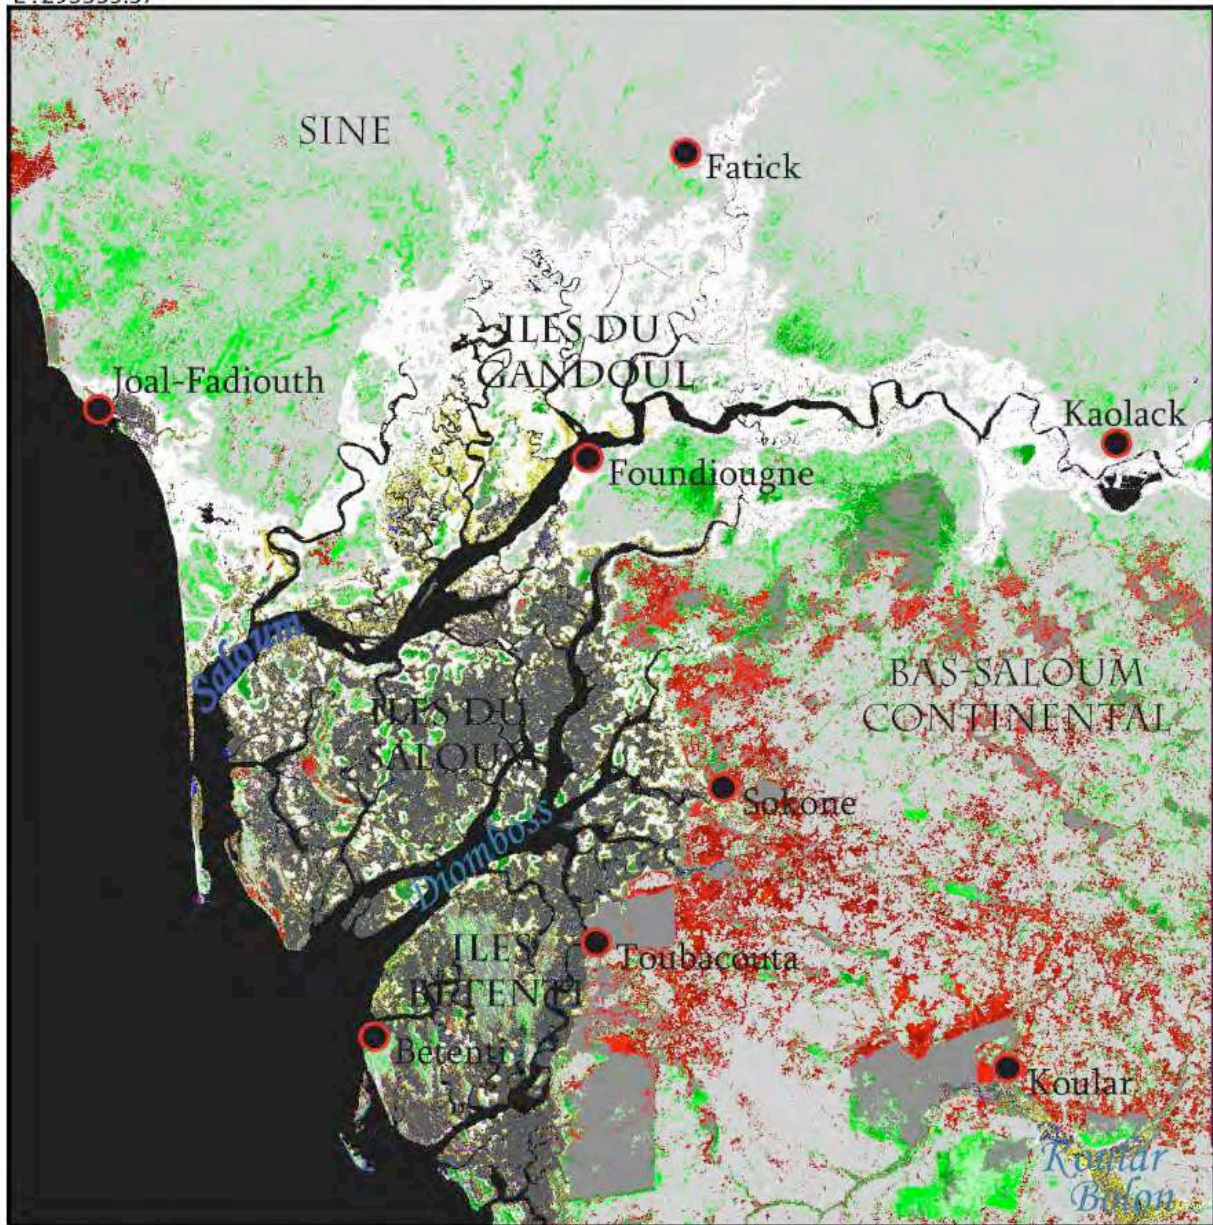 SINE
Fatick
ILES DU
GANDOUL
Joal-Fadiouth
Kaolack
Foundiougne
Saloum
BAS-SALOUM
CONTINENTAL
ILES DU
SALOUM
Sokone
Diomboss
ILES
BETENTI
Toubacouta
Betenti
Koular
Koular
Bolon